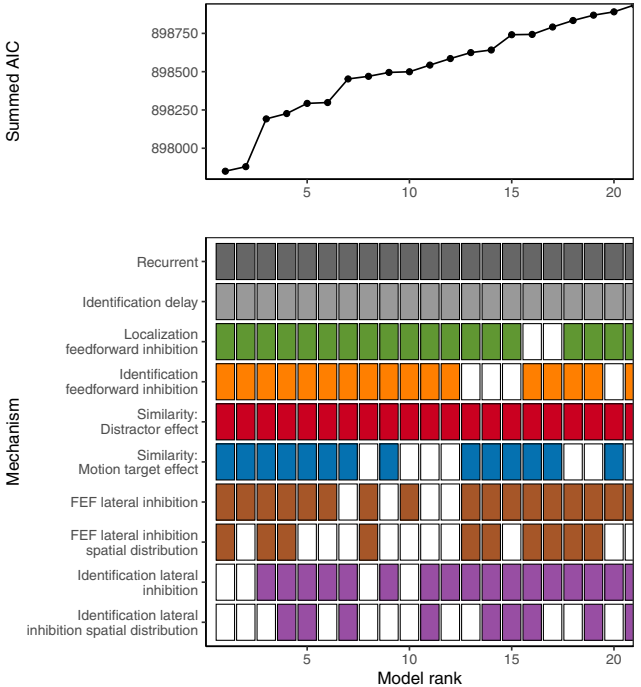 Summed AIC
898750
898500
898250
898000
5 10 15 20
Mechanism
Recurrent
Identification delay
Localization
feedforward inhibition
Identification
feedforward inhibition
Similarity:
Distractor effect
Similarity:
Motion target effect
FEF lateral inhibition
FEF lateral inhibition
spatial distribution
Identification lateral
inhibition
Identification lateral
inhibition spatial distribution
5 10 15 20
Model rank